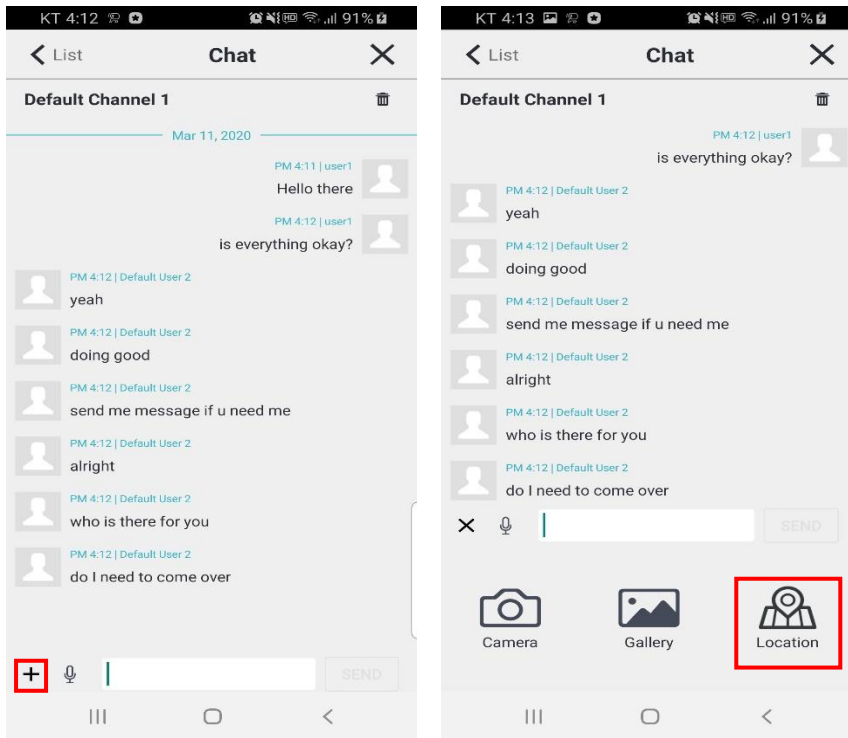 KT 4:12 HD 91%
List Chat
Default Channel 1
Mar 11, 2020
PM 4:11 | user1
Hello there
PM 4:12 | user1
is everything okay?
PM 4:12 | Default User 2
yeah
PM 4:12 | Default User 2
doing good
PM 4:12 | Default User 2
send me message if u need me
PM 4:12 | Default User 2
alright
PM 4:12 | Default User 2
who is there for you
PM 4:12 | Default User 2
do I need to come over
SEND
KT 4:13 HD 91%
List Chat
Default Channel 1
PM 4:12 | user1
is everything okay?
PM 4:12 | Default User 2
yeah
PM 4:12 | Default User 2
doing good
PM 4:12 | Default User 2
send me message if u need me
PM 4:12 | Default User 2
alright
PM 4:12 | Default User 2
who is there for you
PM 4:12 | Default User 2
do I need to come over
SEND
Camera Gallery Location